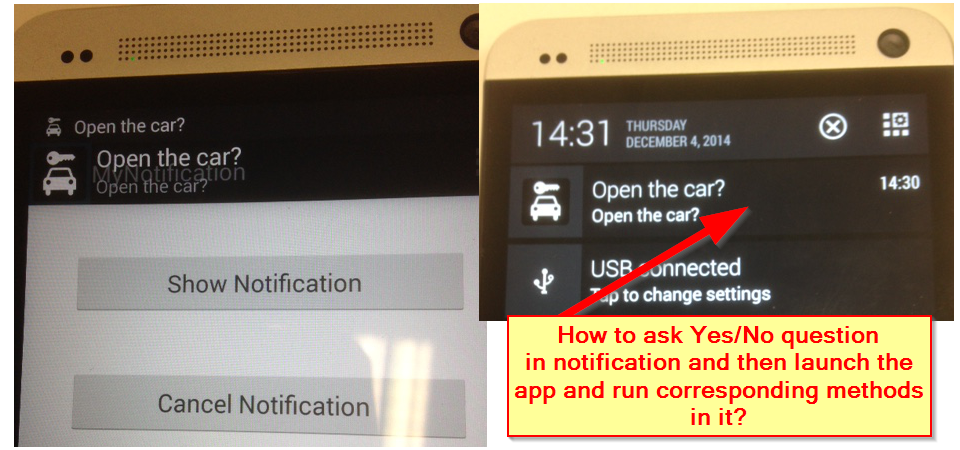 Open the car?
Open the car?
MyNotification
Open the car?
Show Notification
Cancel Notification
14:31 THURSDAY
DECEMBER 4, 2014
Open the car? 14:30
Open the car?
USB connected
Tap to change settings
How to ask Yes/No question
in notification and then launch the
app and run corresponding methods
in it?